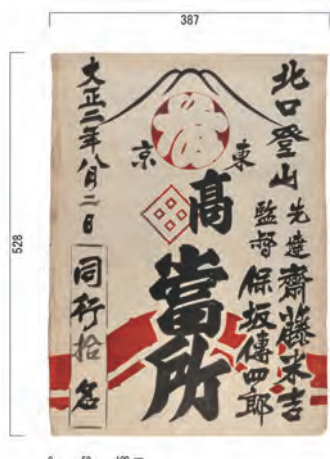 387
528
北口登山
先達 齋藤米吉
監督 保坂傳四郎
東京
高
當所
大正二年八月二日
同行拾名